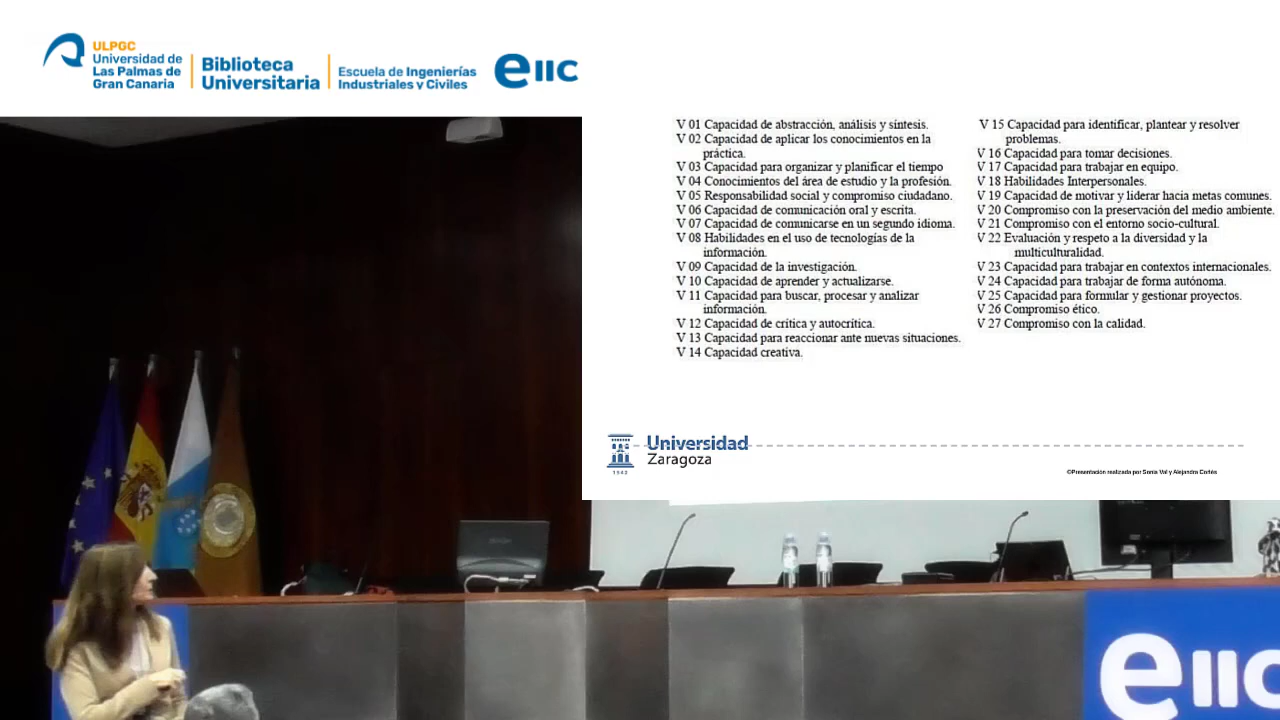 ULPGC
Universidad de
Las Palmas de
Gran Canaria
Biblioteca
Universitaria
Escuela de Ingenierías
Industriales y Civiles
eiic
V 01 Capacidad de abstracción, análisis y síntesis.
V 02 Capacidad de aplicar los conocimientos en la
práctica.
V 03 Capacidad para organizar y planificar el tiempo
V 04 Conocimientos del área de estudio y la profesión.
V 05 Responsabilidad social y compromiso ciudadano.
V 06 Capacidad de comunicación oral y escrita.
V 07 Capacidad de comunicarse en un segundo idioma.
V 08 Habilidades en el uso de tecnologías de la
información.
V 09 Capacidad de la investigación.
V 10 Capacidad de aprender y actualizarse.
V 11 Capacidad para buscar, procesar y analizar
información.
V 12 Capacidad de crítica y autocrítica.
V 13 Capacidad para reaccionar ante nuevas situaciones.
V 14 Capacidad creativa.
V 15 Capacidad para identificar, plantear y resolver
problemas.
V 16 Capacidad para tomar decisiones.
V 17 Capacidad para trabajar en equipo.
V 18 Habilidades Interpersonales.
V 19 Capacidad de motivar y liderar hacia metas comunes.
V 20 Compromiso con la preservación del medio ambiente.
V 21 Compromiso con el entorno socio-cultural.
V 22 Evaluación y respeto a la diversidad y la
multiculturalidad.
V 23 Capacidad para trabajar en contextos internacionales.
V 24 Capacidad para trabajar de forma autónoma.
V 25 Capacidad para formular y gestionar proyectos.
V 26 Compromiso ético.
V 27 Compromiso con la calidad.
Universidad
Zaragoza
1542
©Presentación realizada por Sonia Val y Alejandra Cortés
eiic